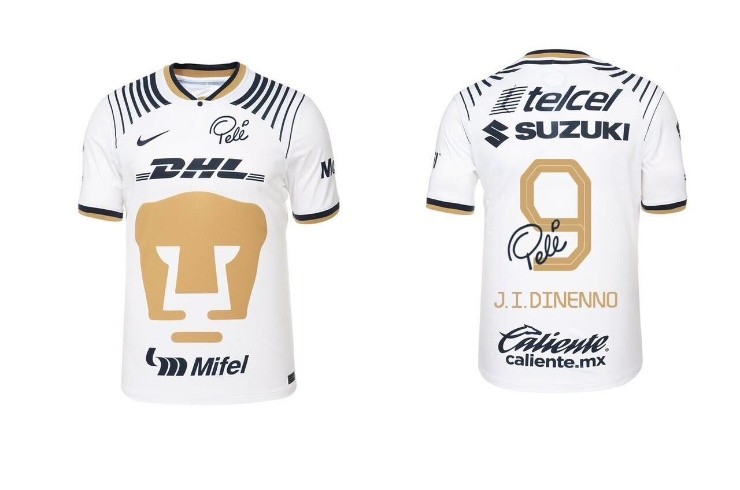 Pelé
DHL
Mifel
telcel
SUZUKI
9
Pelé
J.I.DINENNO
Caliente
caliente.mx